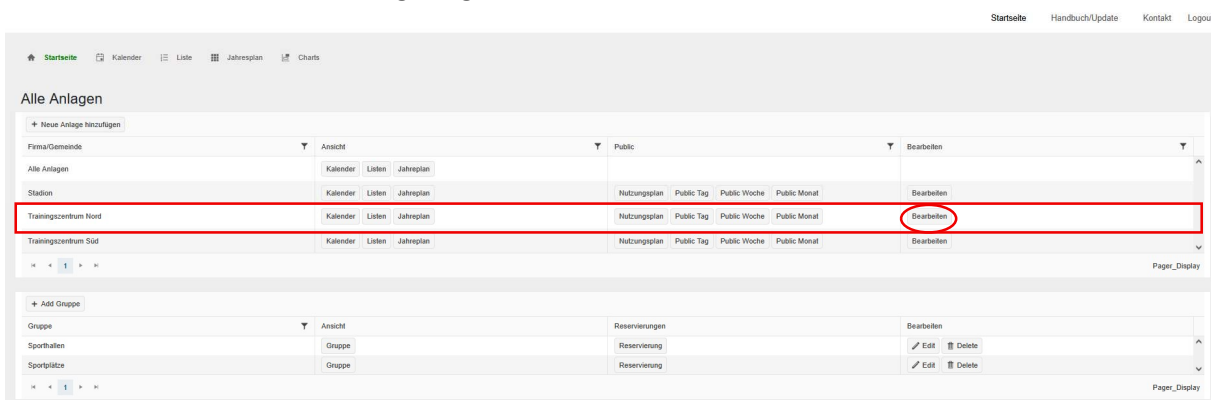 Startseite Handbuch/Update Kontakt Logou
Startseite Kalender Liste Jahresplan Charts
Alle Anlagen
+ Neue Anlage hinzufügen
Firma/Gemeinde Ansicht Public Bearbeiten
Alle Anlagen Kalender Listen Jahreplan
Stadion Kalender Listen Jahreplan Nutzungsplan Public Tag Public Woche Public Monat Bearbeiten
Trainingszentrum Nord Kalender Listen Jahreplan Nutzungsplan Public Tag Public Woche Public Monat Bearbeiten
Trainingszentrum Süd Kalender Listen Jahreplan Nutzungsplan Public Tag Public Woche Public Monat Bearbeiten
1 Pager_Display
+ Add Gruppe
Gruppe Ansicht Reservierungen Bearbeiten
Sporthallen Gruppe Reservierung Edit Delete
Sportplätze Gruppe Reservierung Edit Delete
1 Pager_Display